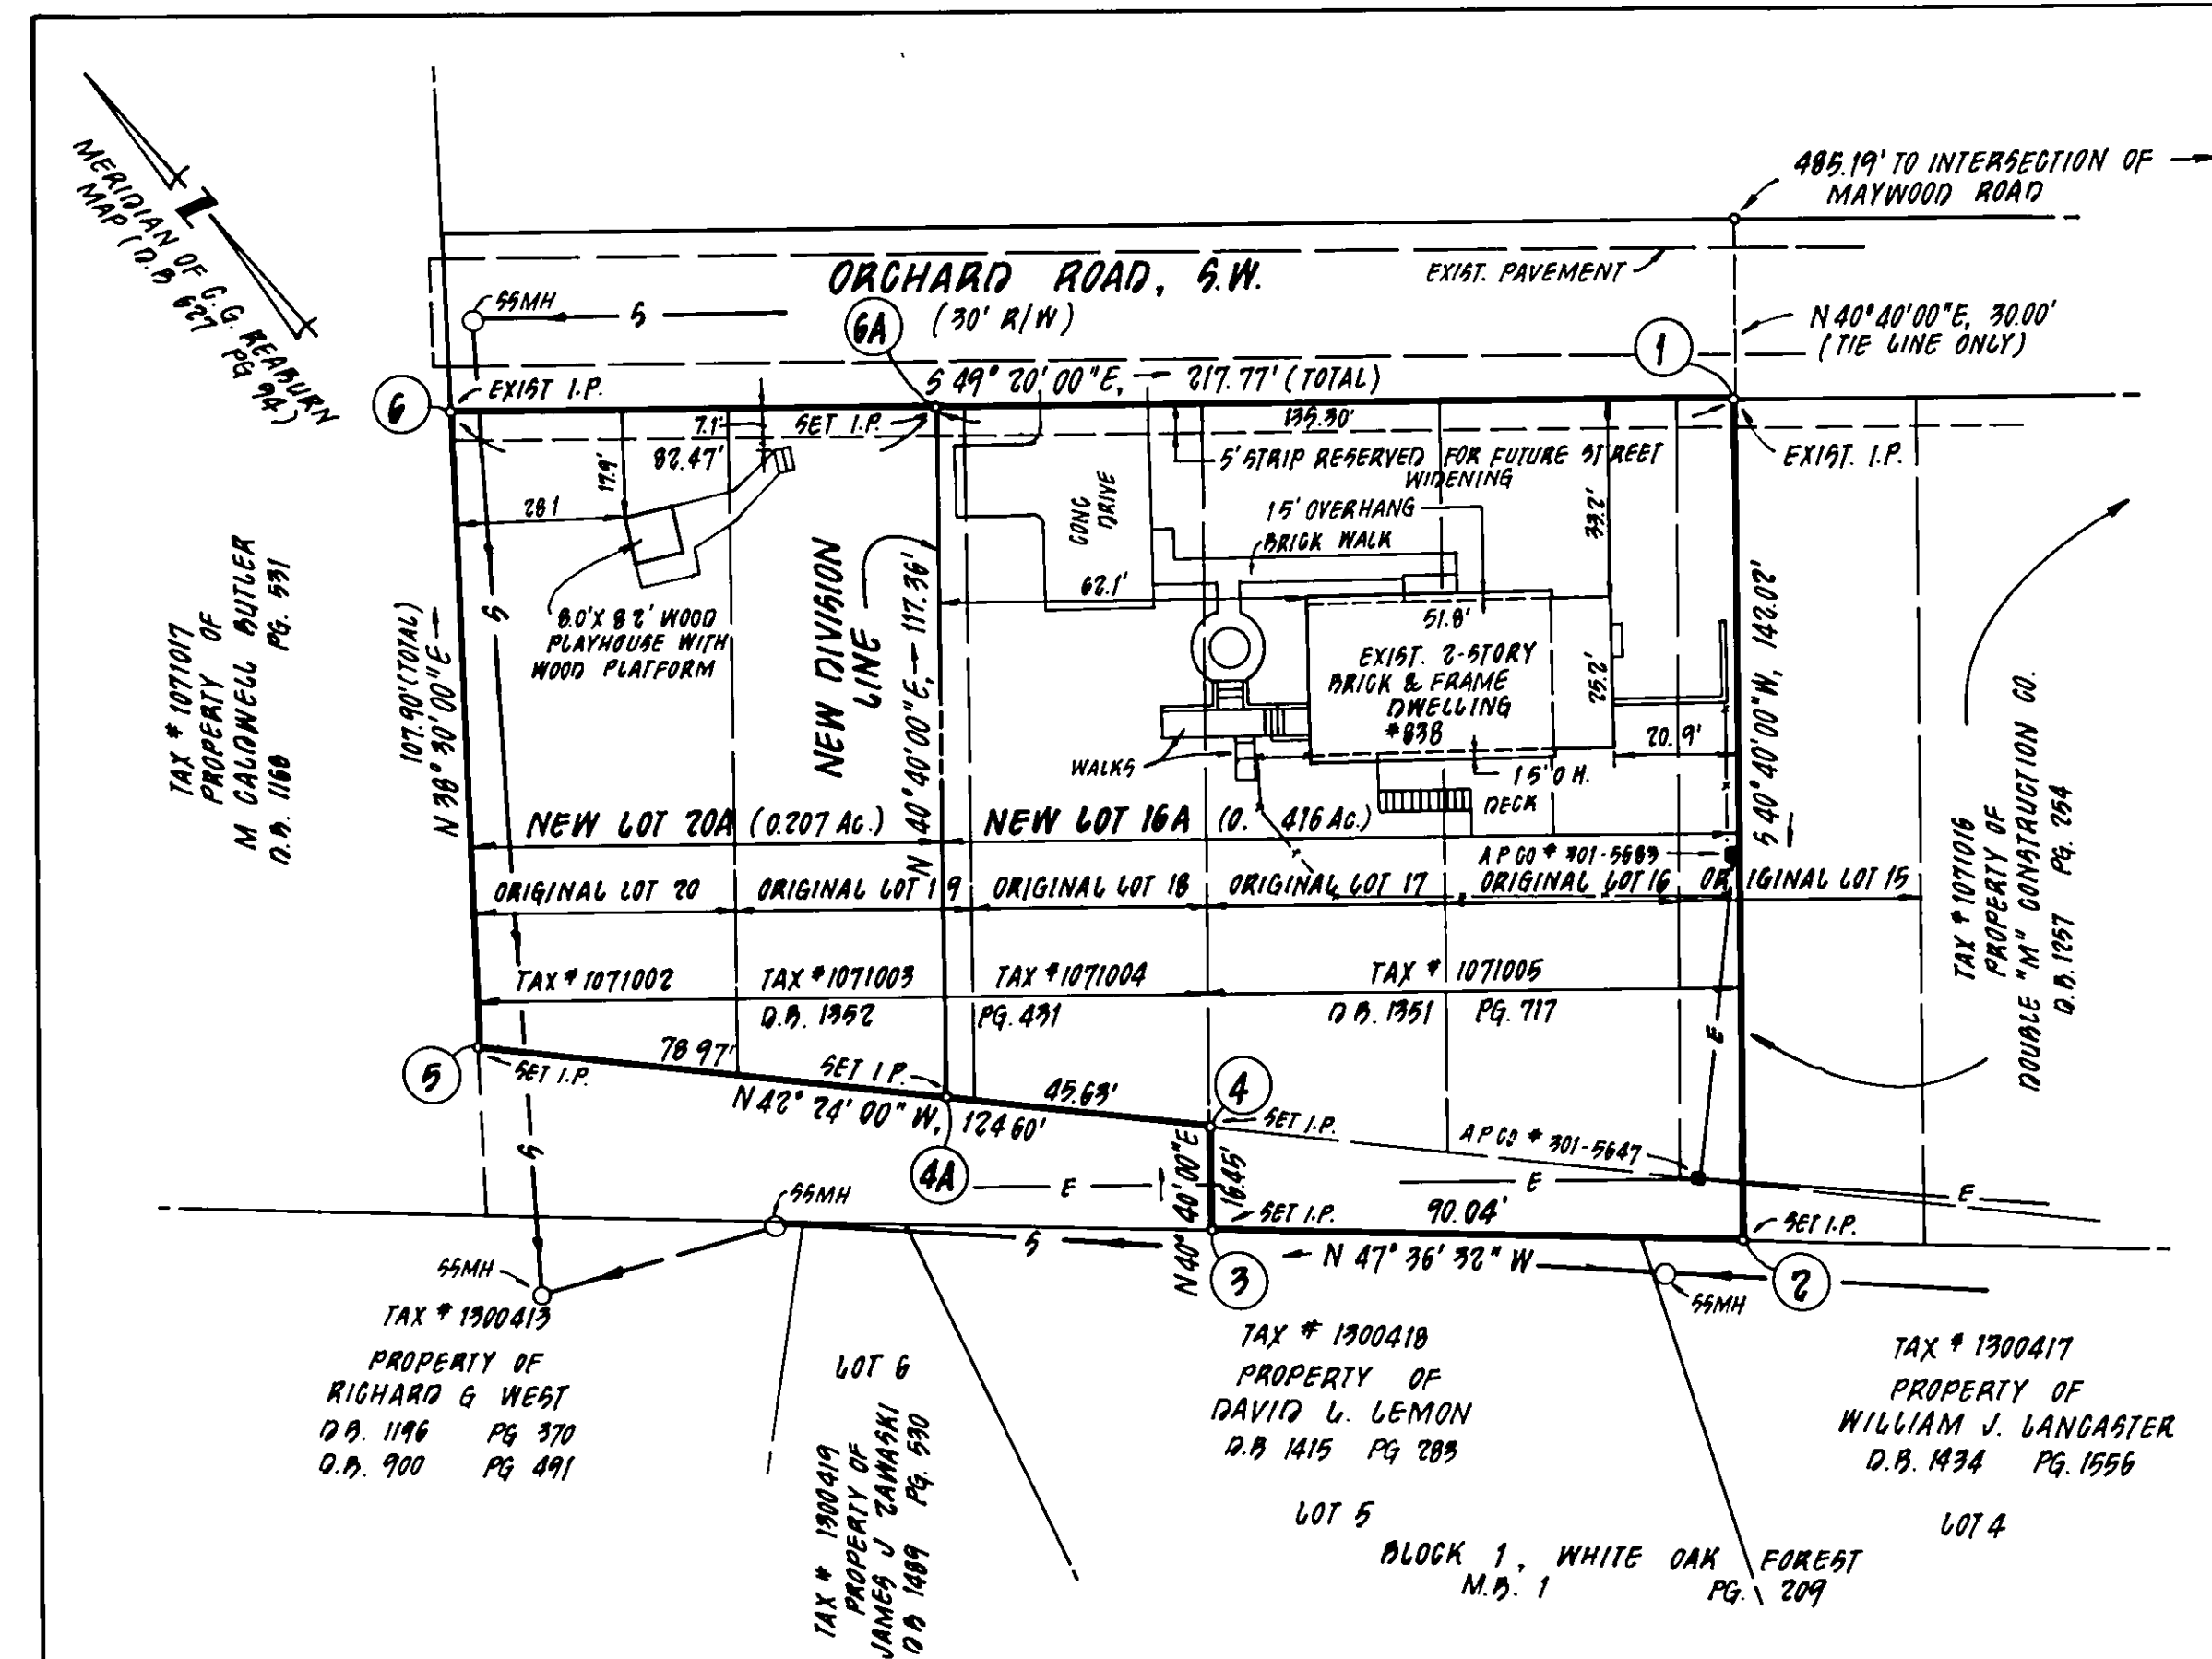 MERIDIAN OF C.G. REABURN
MAP (D.B 627 PG 94)
N
485.19' TO INTERSECTION OF
MAYWOOD ROAD
ORCHARD ROAD, S.W.
(30' R/W)
EXIST. PAVEMENT
N 40° 40' 00" E, 30.00'
(TIE LINE ONLY)
SSMH
S
6A
1
6
EXIST I.P.
S 49° 20' 00" E, 217.77' (TOTAL)
SET I.P.
135.30'
7.1'
82.47'
17.9'
28 1
5' STRIP RESERVED FOR FUTURE STREET
WIDENING
EXIST. I.P.
CONC
DRIVE
15' OVERHANG
BRICK WALK
33.2'
62.1'
51.8'
EXIST. 2-STORY
BRICK & FRAME
DWELLING
#838
25.2'
20.9'
8.0' X 8 2' WOOD
PLAYHOUSE WITH
WOOD PLATFORM
S
NEW DIVISION
LINE
N 40° 40' 00" E, 117.36'
WALKS
1 5' O H.
DECK
S 40° 40' 00" W, 142.02'
TAX # 1071017
PROPERTY OF
M CALDWELL BUTLER
D.B. 1168 PG. 531
107.90' (TOTAL)
N 38° 30' 00" E
TAX # 1071016
PROPERTY OF
DOUBLE "M" CONSTRUCTION CO.
D.B. 1257 PG. 254
NEW LOT 20A (0.207 AC.)
NEW LOT 16A (0. 416 AC.)
A P CO # 301-5683
ORIGINAL LOT 20
ORIGINAL LOT 1 9
ORIGINAL LOT 18
ORIGINAL LOT 17
ORIGINAL LOT 16
OR IGINAL LOT 15
TAX # 1071002
TAX # 1071003
TAX # 1071004
TAX # 1071005
D.B. 1352 PG. 431
D B. 1351 PG. 717
E
5
SET I.P.
78 97'
SET I P.
N 42° 24' 00" W, 124 60'
45.63'
4
SET I.P.
4A
A P CO # 301-5647
S
E
N 40° 40' 00" E
16.45'
E
E
SSMH
SET I.P.
90.04'
SET I.P.
S
3
N 47° 36' 32" W
2
SSMH
SSMH
TAX # 1300413
PROPERTY OF
RICHARD G WEST
D B. 1196 PG 370
D.B. 900 PG 491
LOT 6
TAX # 1300419
PROPERTY OF
JAMES J ZAWASKI
D B 1489 PG. 530
TAX # 1300418
PROPERTY OF
DAVID L. LEMON
D.B 1415 PG 283
LOT 5
TAX # 1300417
PROPERTY OF
WILLIAM J. LANCASTER
D.B. 1434 PG. 1556
LOT 4
BLOCK 1, WHITE OAK FOREST
M.B. 1 PG. 209